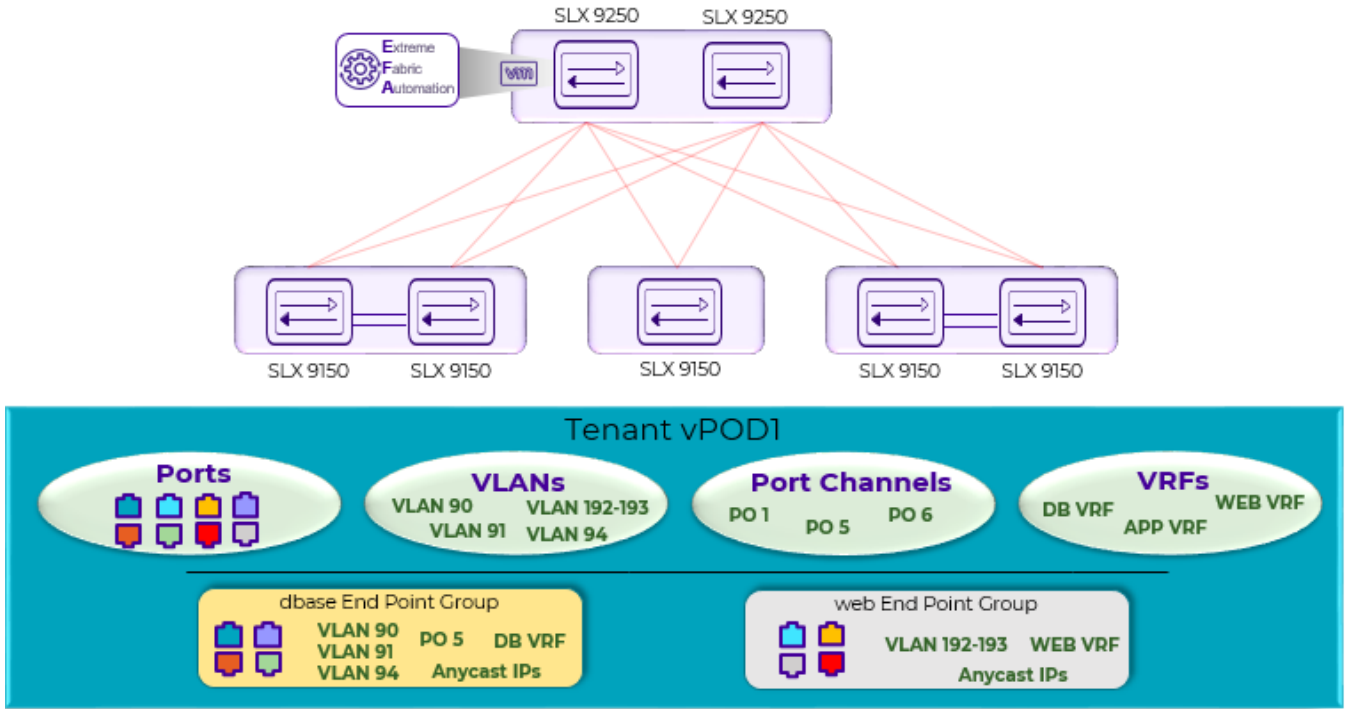 SLX 9250 SLX 9250
Extreme
Fabric
Automation
vm
SLX 9150 SLX 9150 SLX 9150 SLX 9150 SLX 9150
Tenant vPOD1
Ports
VLANs
VLAN 90 VLAN 192-193
VLAN 91 VLAN 94
Port Channels
PO 1 PO 5 PO 6
VRFs
DB VRF APP VRF WEB VRF
dbase End Point Group
VLAN 90
VLAN 91
VLAN 94
PO 5 DB VRF
Anycast IPs
web End Point Group
VLAN 192-193 WEB VRF
Anycast IPs